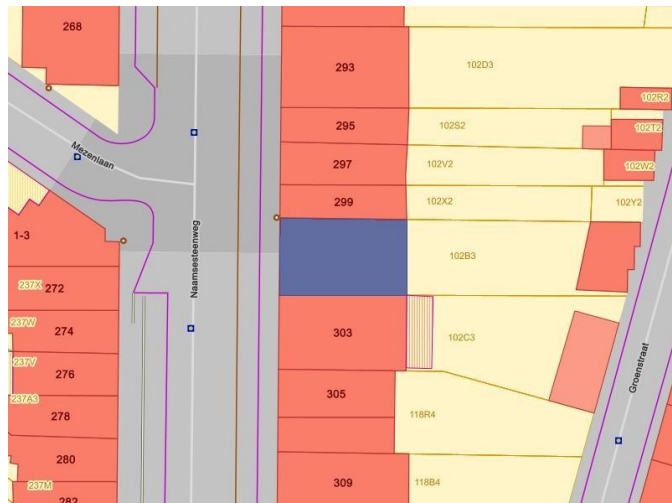 268
293
102D3
102R2
295
102S2
102T2
Mezenlaan
297
102V2
102W2
299
102X2
102Y2
1-3
Naamsesteenweg
102B3
237X
272
237W
274
303
102C3
237V
276
Groenstraat
237A3
278
305
118R4
280
237M
282
309
118B4